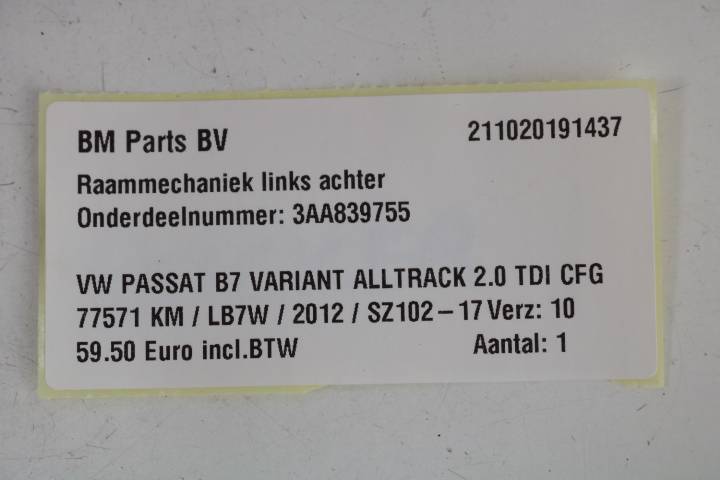 BM Parts BV 211020191437
Raammechaniek links achter
Onderdeelnummer: 3AA839755
VW PASSAT B7 VARIANT ALLTRACK 2.0 TDI CFG
77571 KM / LB7W / 2012 / SZ102-17 Verz: 10
59.50 Euro incl.BTW Aantal: 1